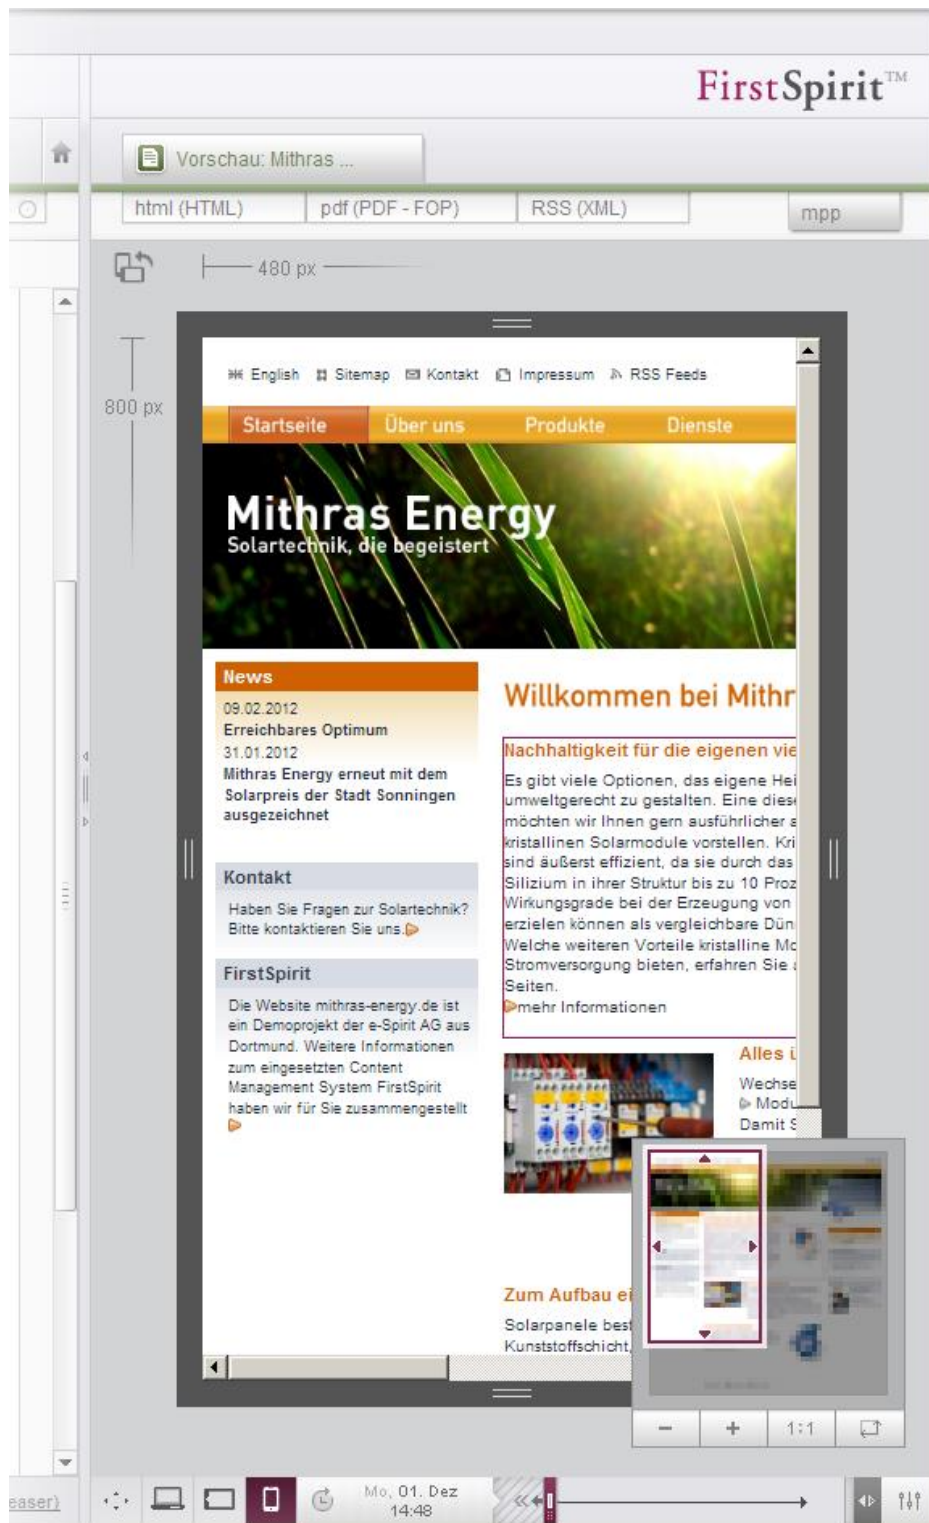 FirstSpirit™
Vorschau: Mithras ...
html (HTML)
pdf (PDF - FOP)
RSS (XML)
mpp
480 px
800 px
English Sitemap Kontakt Impressum RSS Feeds
Startseite Über uns Produkte Dienste
Mithras Energy
Solartechnik, die begeistert
News
09.02.2012
Erreichbares Optimum
31.01.2012
Mithras Energy erneut mit dem
Solarpreis der Stadt Sonningen
ausgezeichnet
Kontakt
Haben Sie Fragen zur Solartechnik?
Bitte kontaktieren Sie uns.
FirstSpirit
Die Website mithras-energy.de ist
ein Demoprojekt der e-Spirit AG aus
Dortmund. Weitere Informationen
zum eingesetzten Content
Management System FirstSpirit
haben wir für Sie zusammengestellt
Willkommen bei Mithr
Nachhaltigkeit für die eigenen vie
Es gibt viele Optionen, das eigene Hei
umweltgerecht zu gestalten. Eine diese
möchten wir Ihnen gern ausführlicher a
kristallinen Solarmodule vorstellen. Kri
sind äußerst effizient, da sie durch das
Silizium in ihrer Struktur bis zu 10 Proz
Wirkungsgrade bei der Erzeugung von
erzielen können als vergleichbare Dün
Welche weiteren Vorteile kristalline Mo
Stromversorgung bieten, erfahren Sie
Seiten.
mehr Informationen
Alles ü
Wechse
Modu
Damit S
Zum Aufbau ei
Solarpanele best
Kunststoffschicht,
1:1
easer)
Mo, 01. Dez
14:48